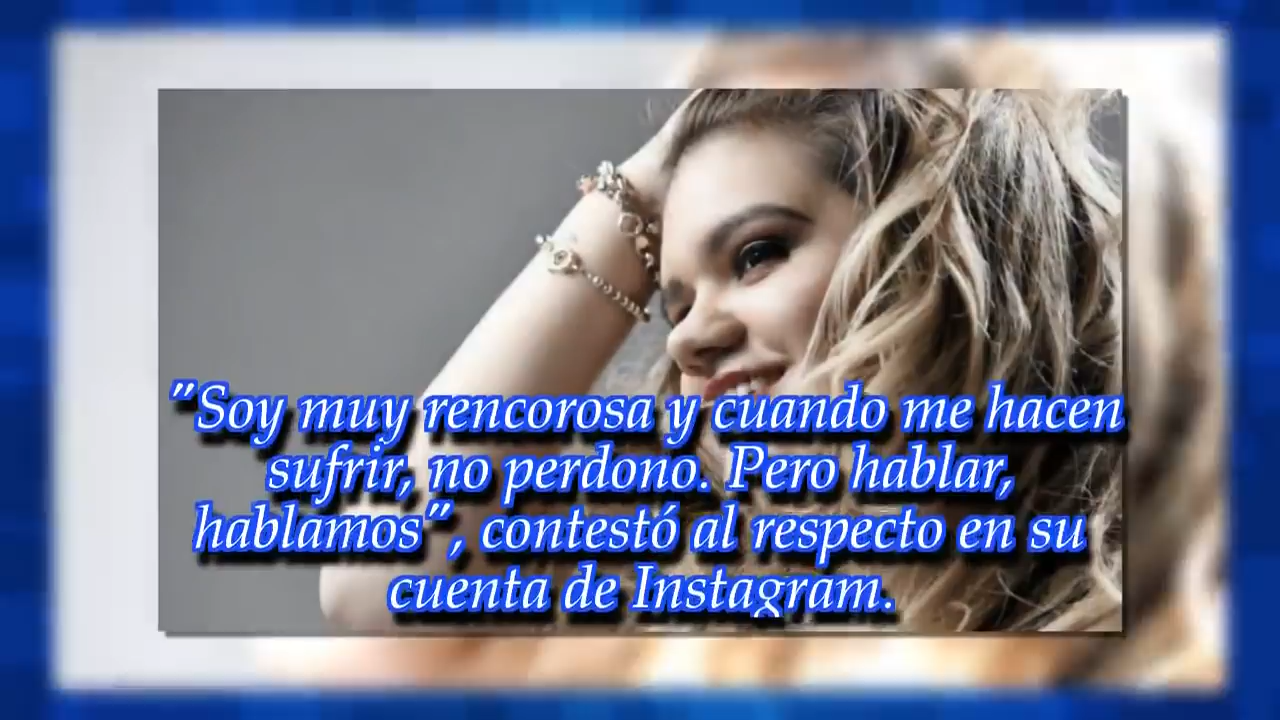 "Soy muy rencorosa y cuando me hacen
sufrir, no perdono. Pero hablar,
hablamos", contestó al respecto en su
cuenta de Instagram.